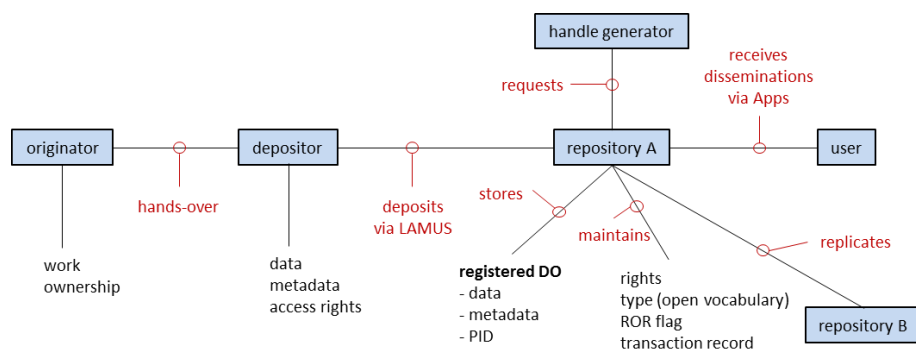 handle generator
requests
receives
disseminations
via Apps
originator
depositor
repository A
user
hands-over
deposits
via LAMUS
stores
maintains
replicates
work
ownership
data
metadata
access rights
registered DO
- data
- metadata
- PID
rights
type (open vocabulary)
ROR flag
transaction record
repository B